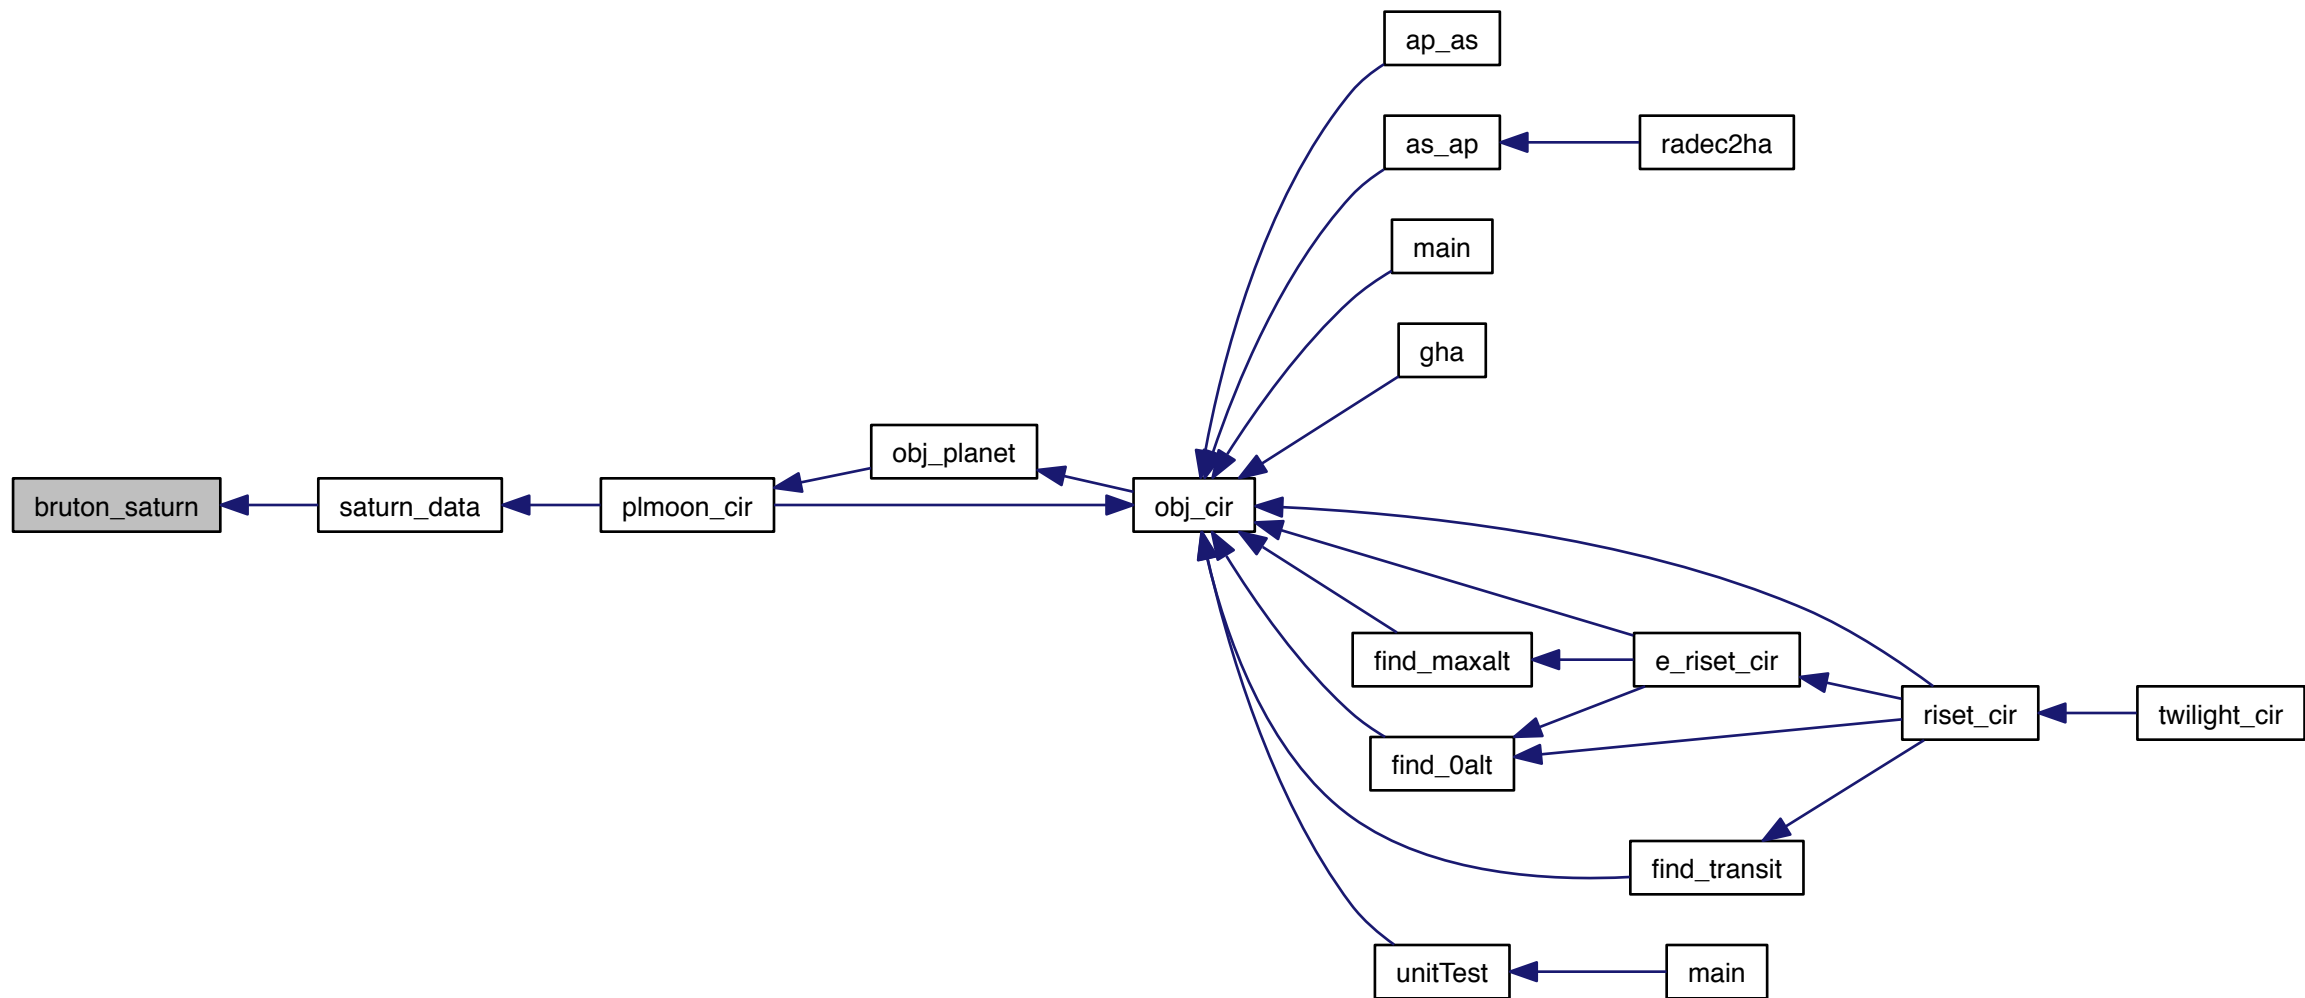 ap_as
as_ap
radec2ha
main
gha
obj_planet
bruton_saturn
saturn_data
plmoon_cir
obj_cir
find_maxalt
e_riset_cir
riset_cir
twilight_cir
find_0alt
find_transit
unitTest
main